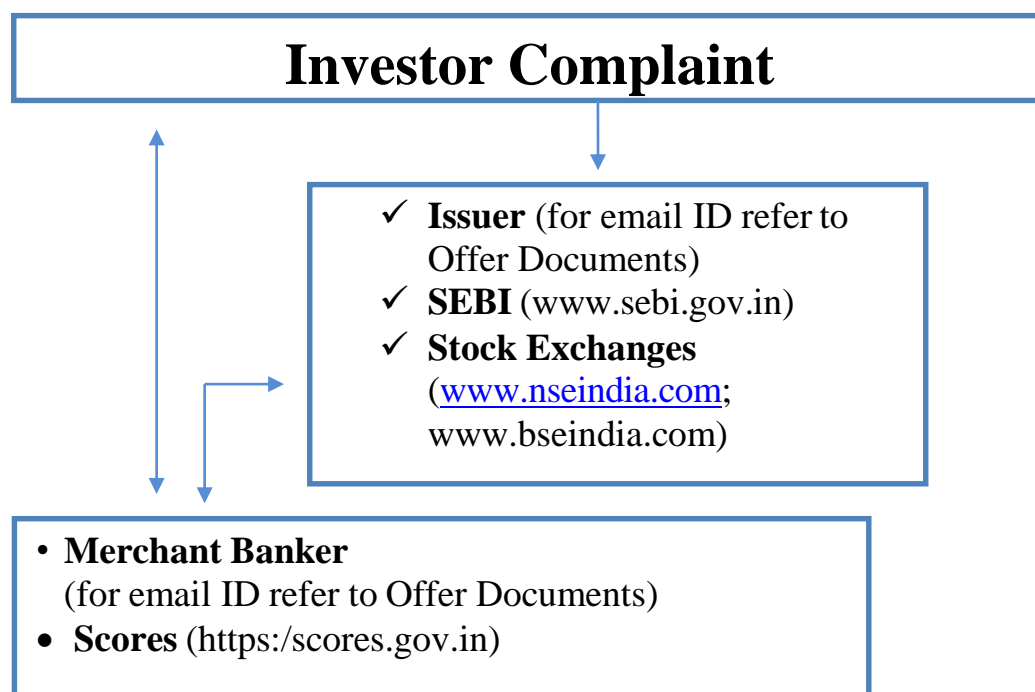 Investor Complaint
✓ Issuer (for email ID refer to
Offer Documents)
✓ SEBI (www.sebi.gov.in)
✓ Stock Exchanges
(www.nseindia.com;
www.bseindia.com)
• Merchant Banker
(for email ID refer to Offer Documents)
• Scores (https:/scores.gov.in)